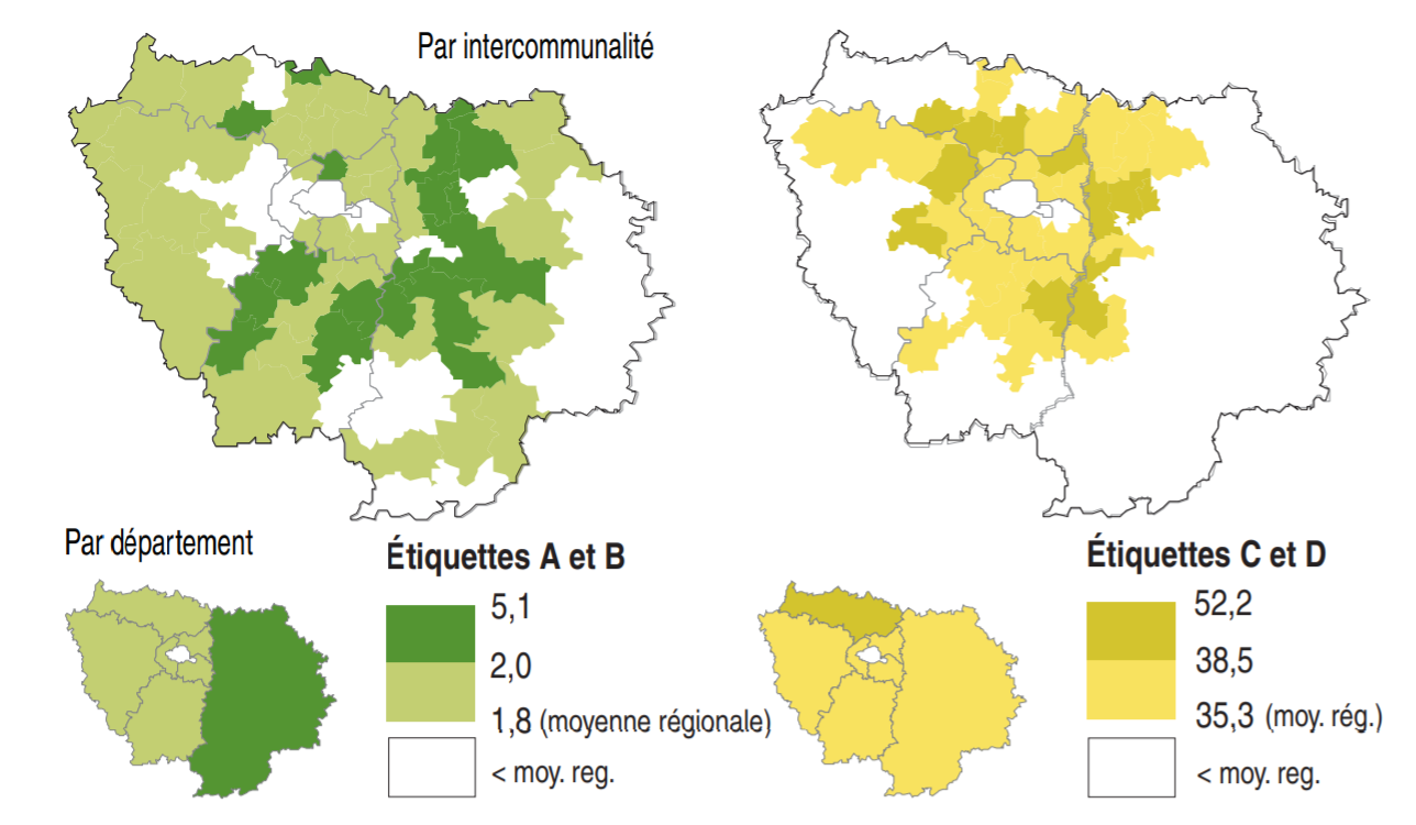 Par intercommunalité
Par département
Étiquettes A et B
5,1
2,0
1,8 (moyenne régionale)
< moy. reg.
Étiquettes C et D
52,2
38,5
35,3 (moy. rég.)
< moy. reg.